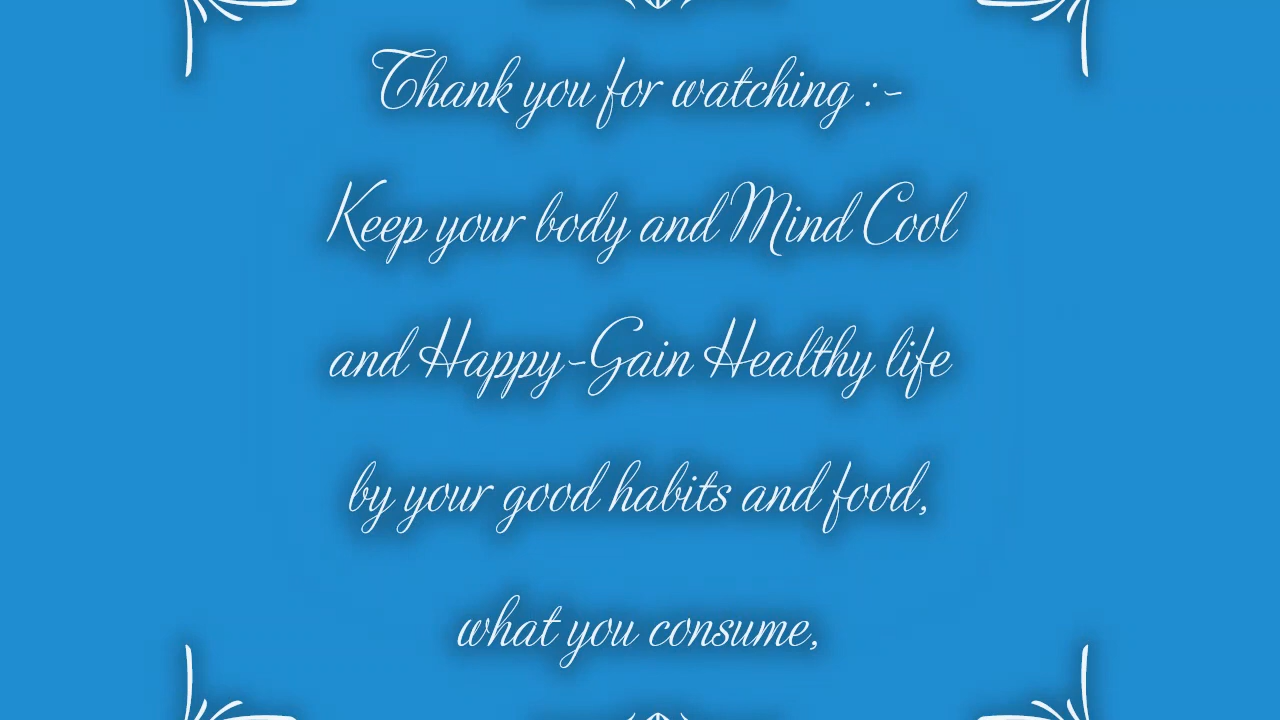 Thank you for watching :-
Keep your body and Mind Cool
and Happy-Gain Healthy life
by your good habits and food,
what you consume,